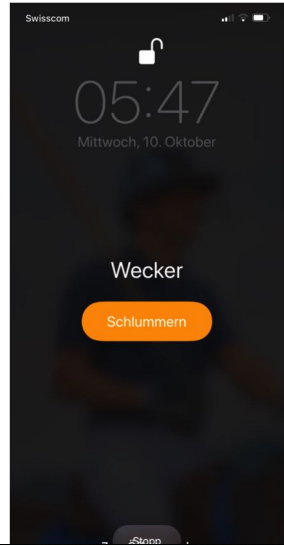 Swisscom
05:47
Mittwoch, 10. Oktober
Wecker
Schlummern
Stopp